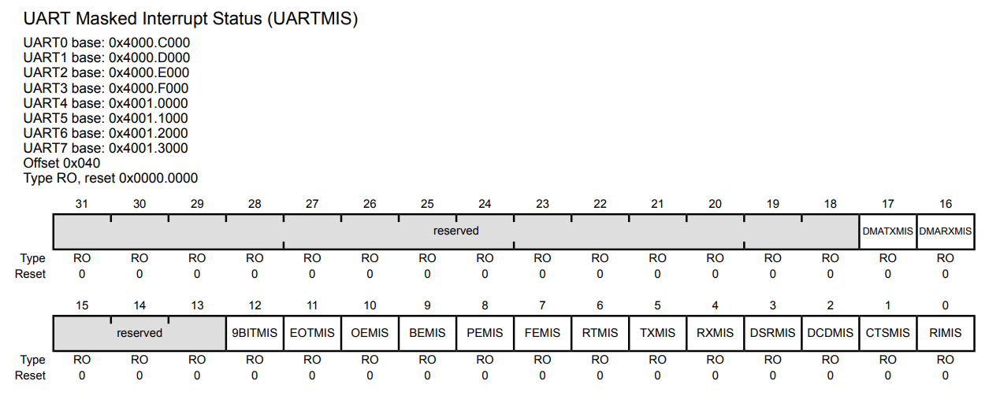 UART Masked Interrupt Status (UARTMIS)
UART0 base: 0x4000.C000
UART1 base: 0x4000.D000
UART2 base: 0x4000.E000
UART3 base: 0x4000.F000
UART4 base: 0x4001.0000
UART5 base: 0x4001.1000
UART6 base: 0x4001.2000
UART7 base: 0x4001.3000
Offset 0x040
Type RO, reset 0x0000.0000
31 30 29 28 27 26 25 24 23 22 21 20 19 18 17 16
reserved DMATXMIS DMARXMIS
Type RO RO RO RO RO RO RO RO RO RO RO RO RO RO RO RO
Reset 0 0 0 0 0 0 0 0 0 0 0 0 0 0 0 0
15 14 13 12 11 10 9 8 7 6 5 4 3 2 1 0
reserved 9BITMIS EOTMIS OEMIS BEMIS PEMIS FEMIS RTMIS TXMIS RXMIS DSRMIS DCDMIS CTSMIS RIMIS
Type RO RO RO RO RO RO RO RO RO RO RO RO RO RO RO RO
Reset 0 0 0 0 0 0 0 0 0 0 0 0 0 0 0 0